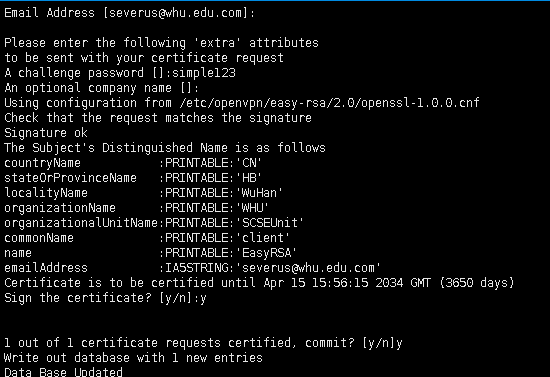 Email Address [severus@whu.edu.com]:
Please enter the following 'extra' attributes
to be sent with your certificate request
A challenge password []:simple123
An optional company name []:
Using configuration from /etc/openvpn/easy-rsa/2.0/openssl-1.0.0.cnf
Check that the request matches the signature
Signature ok
The Subject's Distinguished Name is as follows
countryName           :PRINTABLE:'CN'
stateOrProvinceName   :PRINTABLE:'HB'
localityName          :PRINTABLE:'WuHan'
organizationName      :PRINTABLE:'WHU'
organizationalUnitName:PRINTABLE:'SCSEUnit'
commonName            :PRINTABLE:'client'
name                  :PRINTABLE:'EasyRSA'
emailAddress          :IA5STRING:'severus@whu.edu.com'
Certificate is to be certified until Apr 15 15:56:15 2034 GMT (3650 days)
Sign the certificate? [y/n]:y
1 out of 1 certificate requests certified, commit? [y/n]y
Write out database with 1 new entries
Data Base Updated